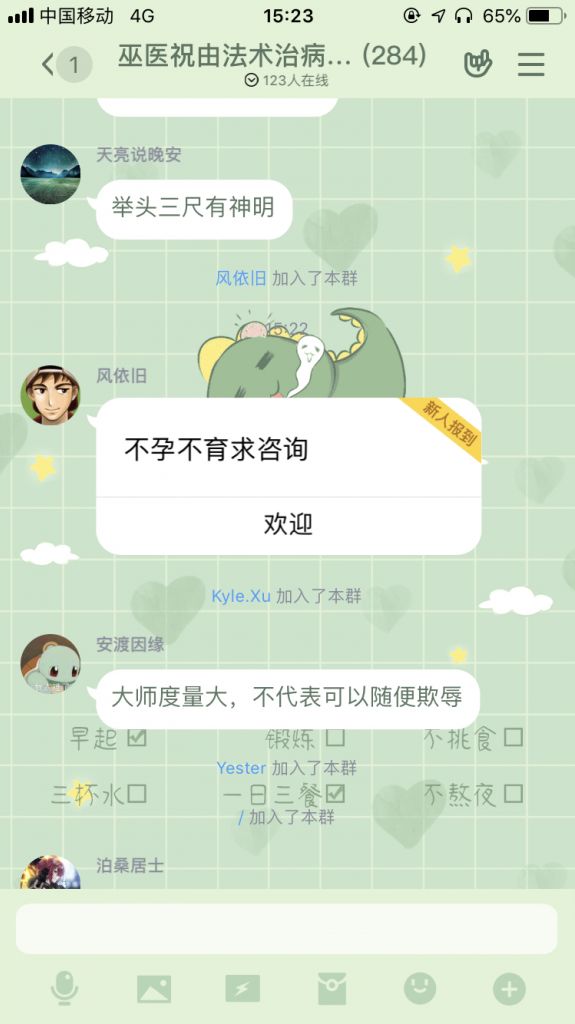 中国移动 4G 15:23 65%
1 巫医祝由法术治病... (284)
123人在线
天亮说晚安
举头三尺有神明
风依旧 加入了本群
15:22
风依旧
新人报到
不孕不育求咨询
欢迎
Kyle.Xu 加入了本群
安渡因缘
大师度量大，不代表可以随便欺辱
早起 锻炼 不挑食
Yester 加入了本群
三杯水 一日三餐 不熬夜
/ 加入了本群
泊桑居士